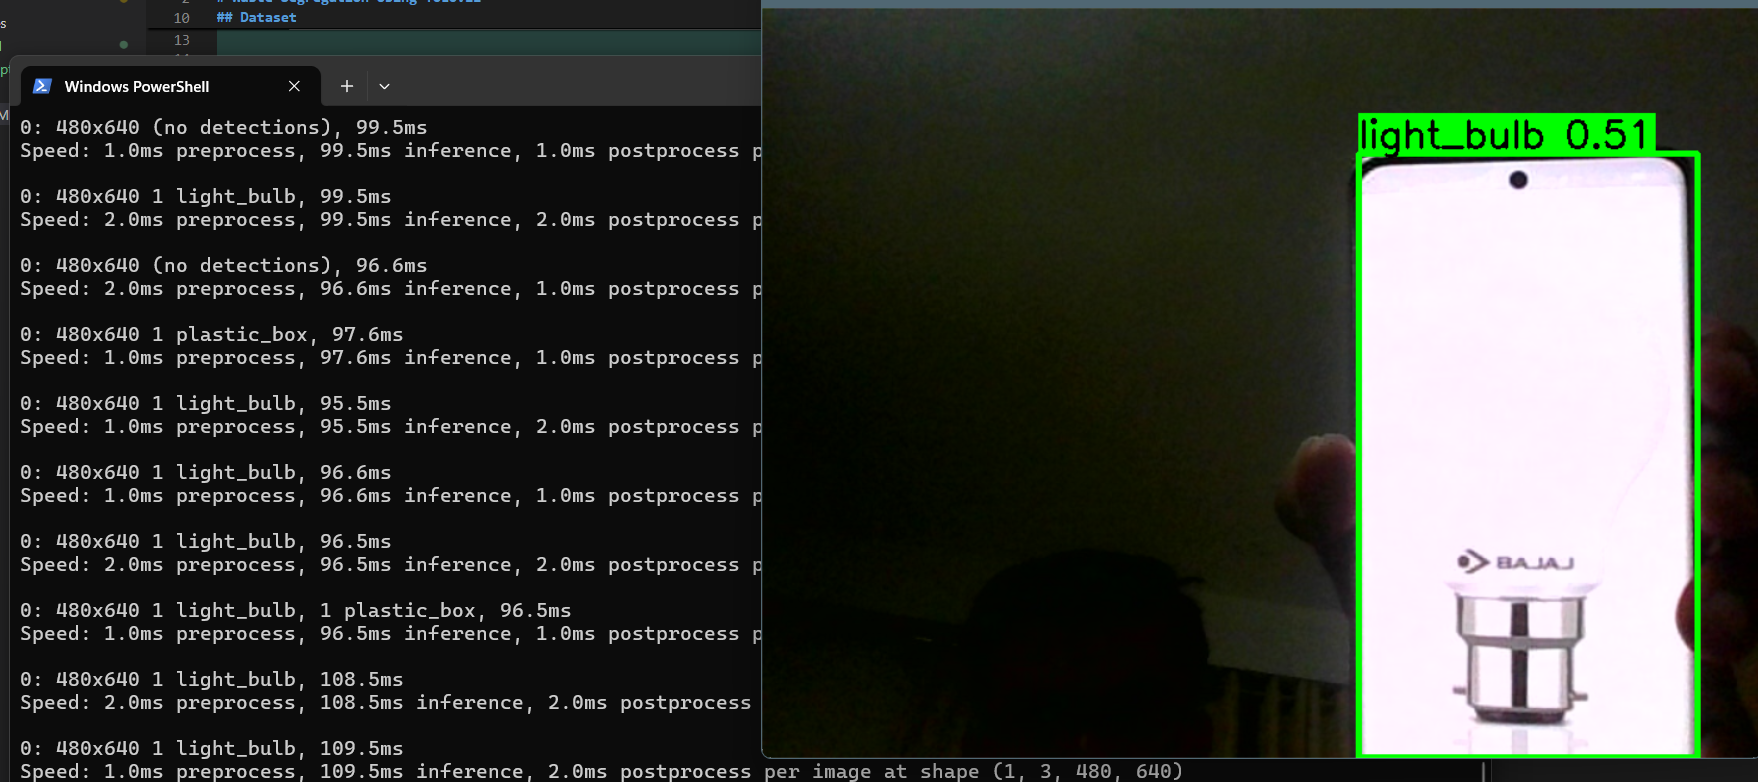 10
## Dataset
13
Windows PowerShell
0: 480x640 (no detections), 99.5ms
Speed: 1.0ms preprocess, 99.5ms inference, 1.0ms postprocess p
0: 480x640 1 light_bulb, 99.5ms
Speed: 2.0ms preprocess, 99.5ms inference, 2.0ms postprocess p
0: 480x640 (no detections), 96.6ms
Speed: 2.0ms preprocess, 96.6ms inference, 1.0ms postprocess p
0: 480x640 1 plastic_box, 97.6ms
Speed: 1.0ms preprocess, 97.6ms inference, 1.0ms postprocess p
0: 480x640 1 light_bulb, 95.5ms
Speed: 1.0ms preprocess, 95.5ms inference, 2.0ms postprocess p
0: 480x640 1 light_bulb, 96.6ms
Speed: 1.0ms preprocess, 96.6ms inference, 1.0ms postprocess p
0: 480x640 1 light_bulb, 96.5ms
Speed: 2.0ms preprocess, 96.5ms inference, 2.0ms postprocess p
0: 480x640 1 light_bulb, 1 plastic_box, 96.5ms
Speed: 1.0ms preprocess, 96.5ms inference, 1.0ms postprocess p
0: 480x640 1 light_bulb, 108.5ms
Speed: 2.0ms preprocess, 108.5ms inference, 2.0ms postprocess
0: 480x640 1 light_bulb, 109.5ms
Speed: 1.0ms preprocess, 109.5ms inference, 2.0ms postprocess per image at shape (1, 3, 480, 640)
light_bulb 0.51
BAJAJ